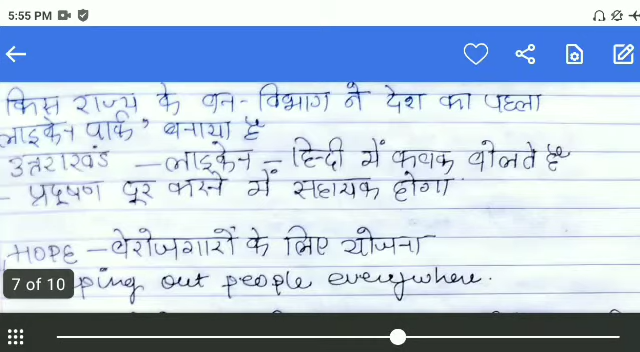 5:55 PM
किस राज्य के वन-विभाग ने देश का पहला
लाइकेन पार्क' बनाया है
उत्तराखंड — लाइकेन - हिन्दी में कवक बोलते है
- प्रदूषण दूर करने में सहायक होगा
HOPE — बेरोजगारों के लिए योजना
ping out people everywhere.
7 of 10